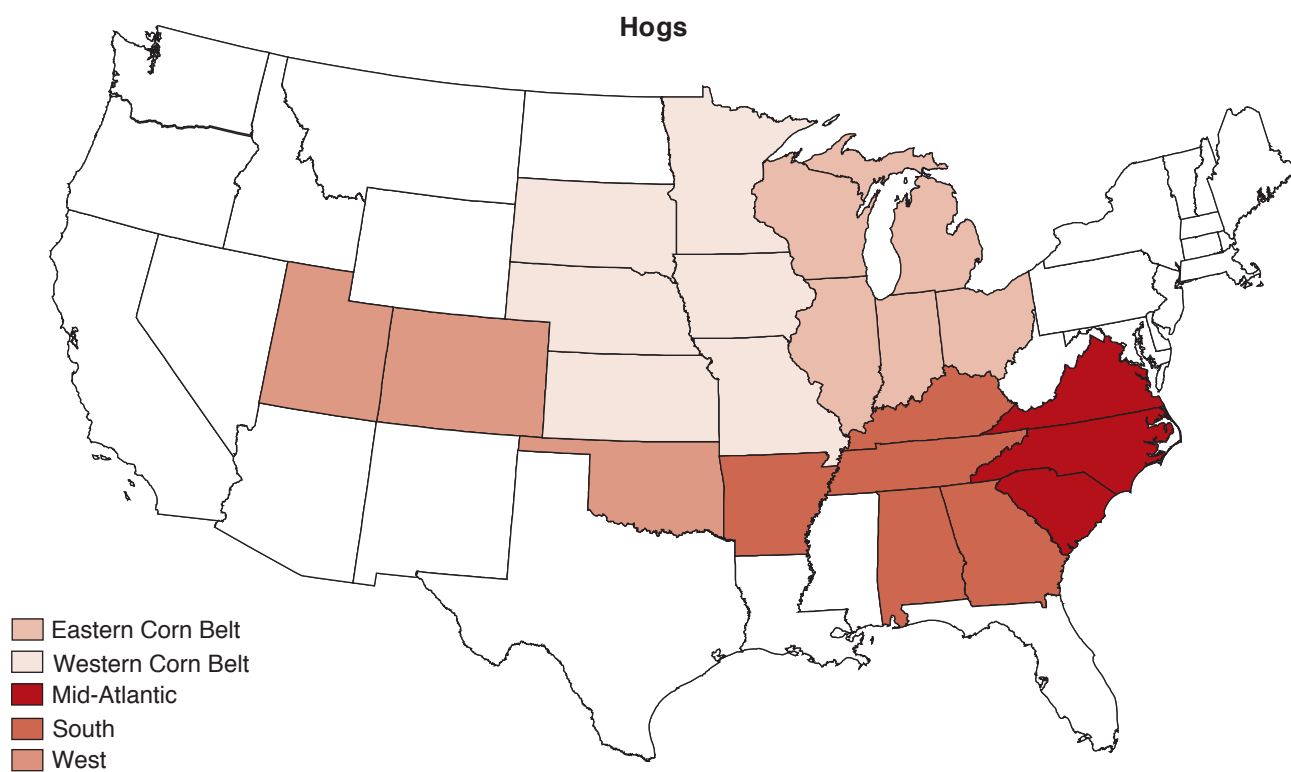 Hogs
Eastern Corn Belt
Western Corn Belt
Mid-Atlantic
South
West